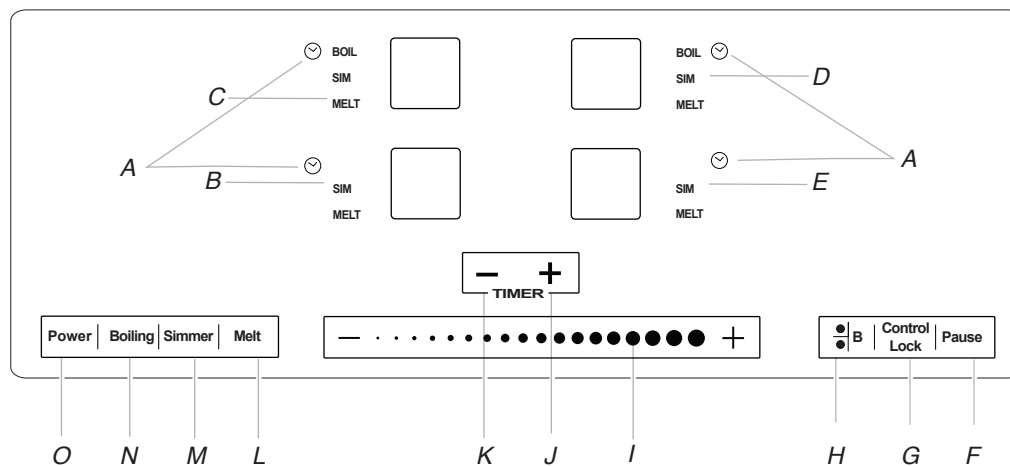 BOIL
BOIL
SIM
SIM
D
C
MELT
MELT
A
A
B
SIM
SIM
E
MELT
MELT
− +
TIMER
Power Boiling Simmer Melt
− +
B
Control
Lock
Pause
O N M L K J I H G F